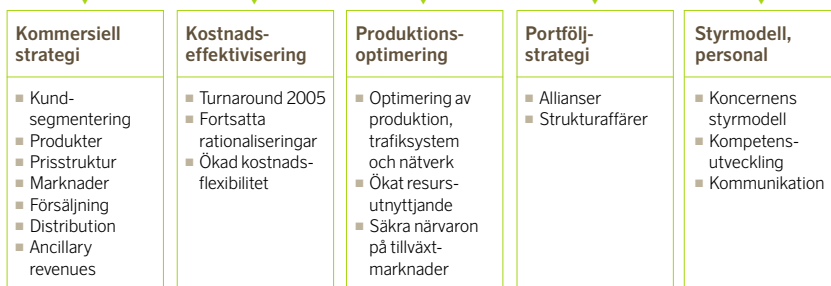 Kommersiell
strategi
■ Kund-
segmentering
■ Produkter
■ Prisstruktur
■ Marknader
■ Försäljning
■ Distribution
■ Ancillary
revenues
Kostnads-
effektivisering
■ Turnaround 2005
■ Fortsatta
rationaliseringar
■ Ökad kostnads-
flexibilitet
Produktions-
optimering
■ Optimering av
produktion,
trafiksystem
och nätverk
■ Ökat resurs-
utnyttjande
■ Säkra närvaron
på tillväxt-
marknader
Portfölj-
strategi
■ Allianser
■ Strukturaffärer
Styrmodell,
personal
■ Koncernens
styrmodell
■ Kompetens-
utveckling
■ Kommunikation